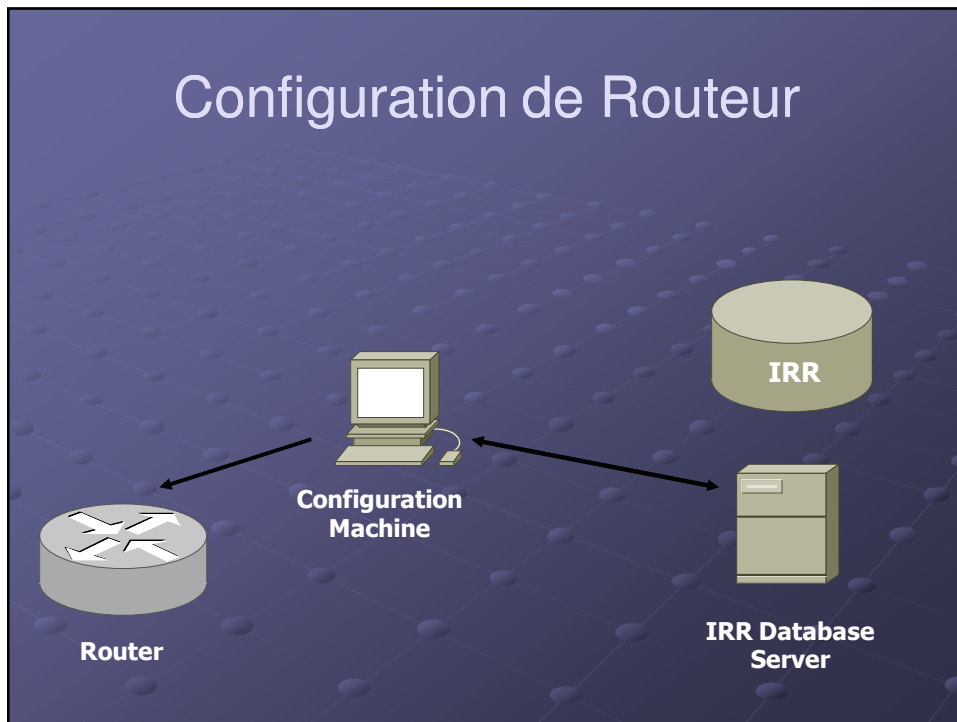 Configuration de Routeur
IRR
Configuration
Machine
Router
IRR Database
Server